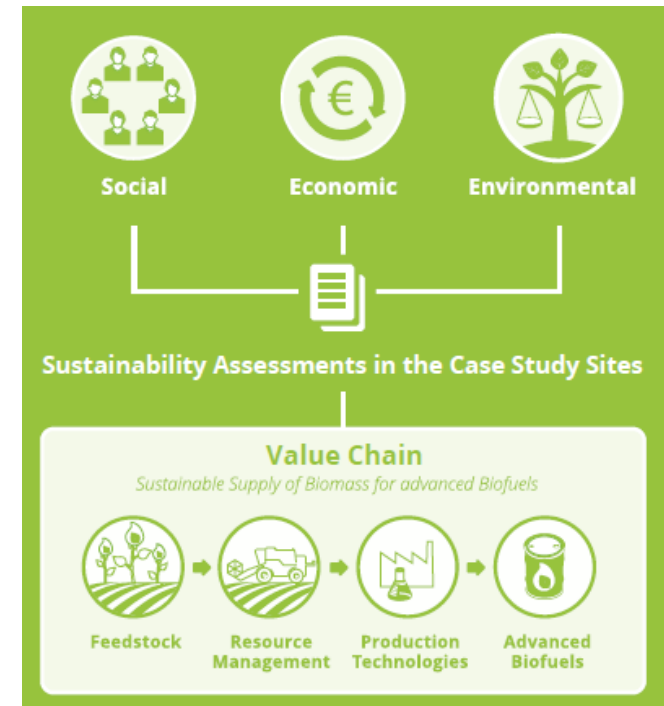 €
Social
Economic
Environmental
Sustainability Assessments in the Case Study Sites
Value Chain
Sustainable Supply of Biomass for advanced Biofuels
Feedstock
Resource
Management
Production
Technologies
Advanced
Biofuels